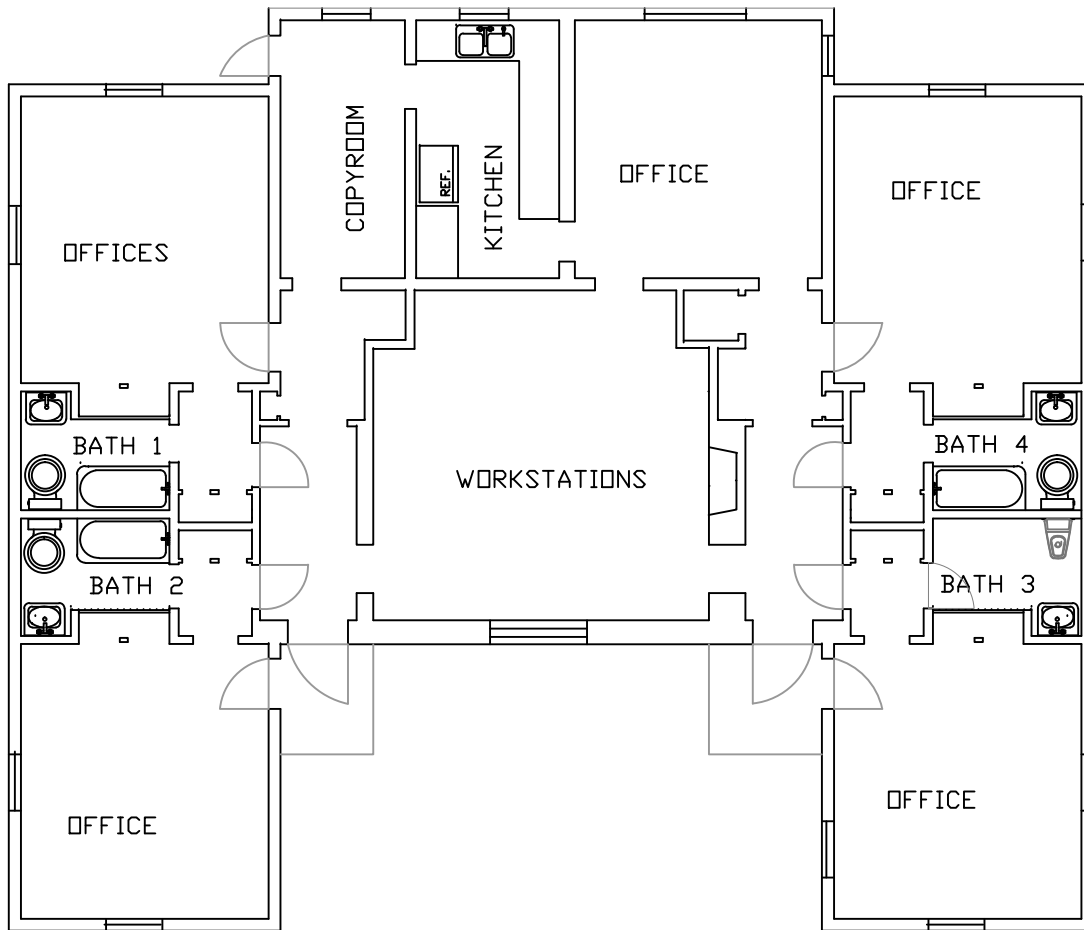 COPYROOM
KITCHEN
REF.
OFFICE
OFFICE
OFFICES
BATH 1
BATH 4
WORKSTATIONS
BATH 2
BATH 3
OFFICE
OFFICE